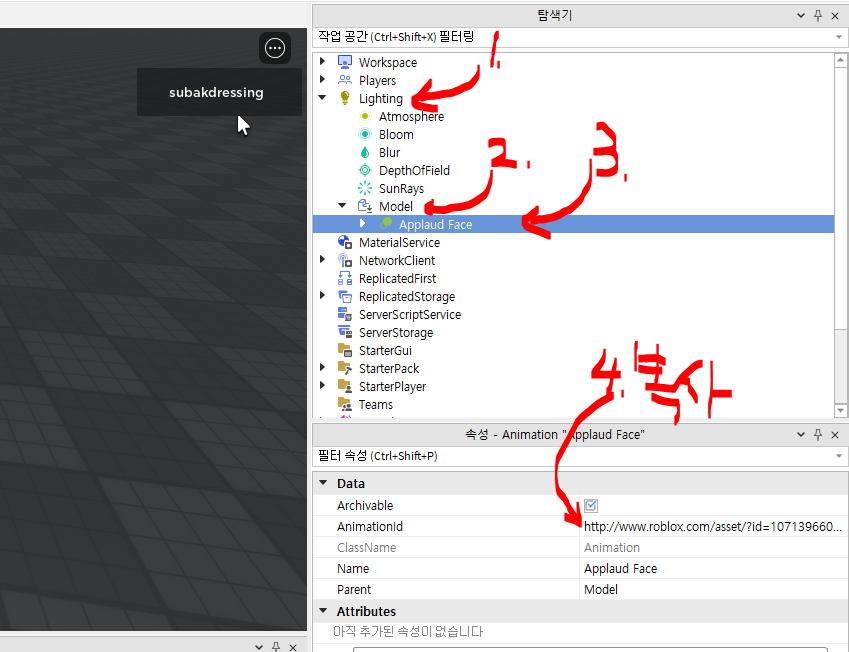 탐색기
작업 공간 (Ctrl+Shift+X) 필터링
1.
subakdressing
Workspace
Players
Lighting
Atmosphere
Bloom
Blur
DepthOfField
SunRays
Model
Applaud Face
2.
3.
MaterialService
NetworkClient
ReplicatedFirst
ReplicatedStorage
ServerScriptService
ServerStorage
StarterGui
StarterPack
StarterPlayer
Teams
4. 복사
속성 - Animation "Applaud Face"
필터 속성 (Ctrl+Shift+P)
Data
Archivable
AnimationId http://www.roblox.com/asset/?id=107139660...
ClassName Animation
Name Applaud Face
Parent Model
Attributes
아직 추가된 속성이 없습니다